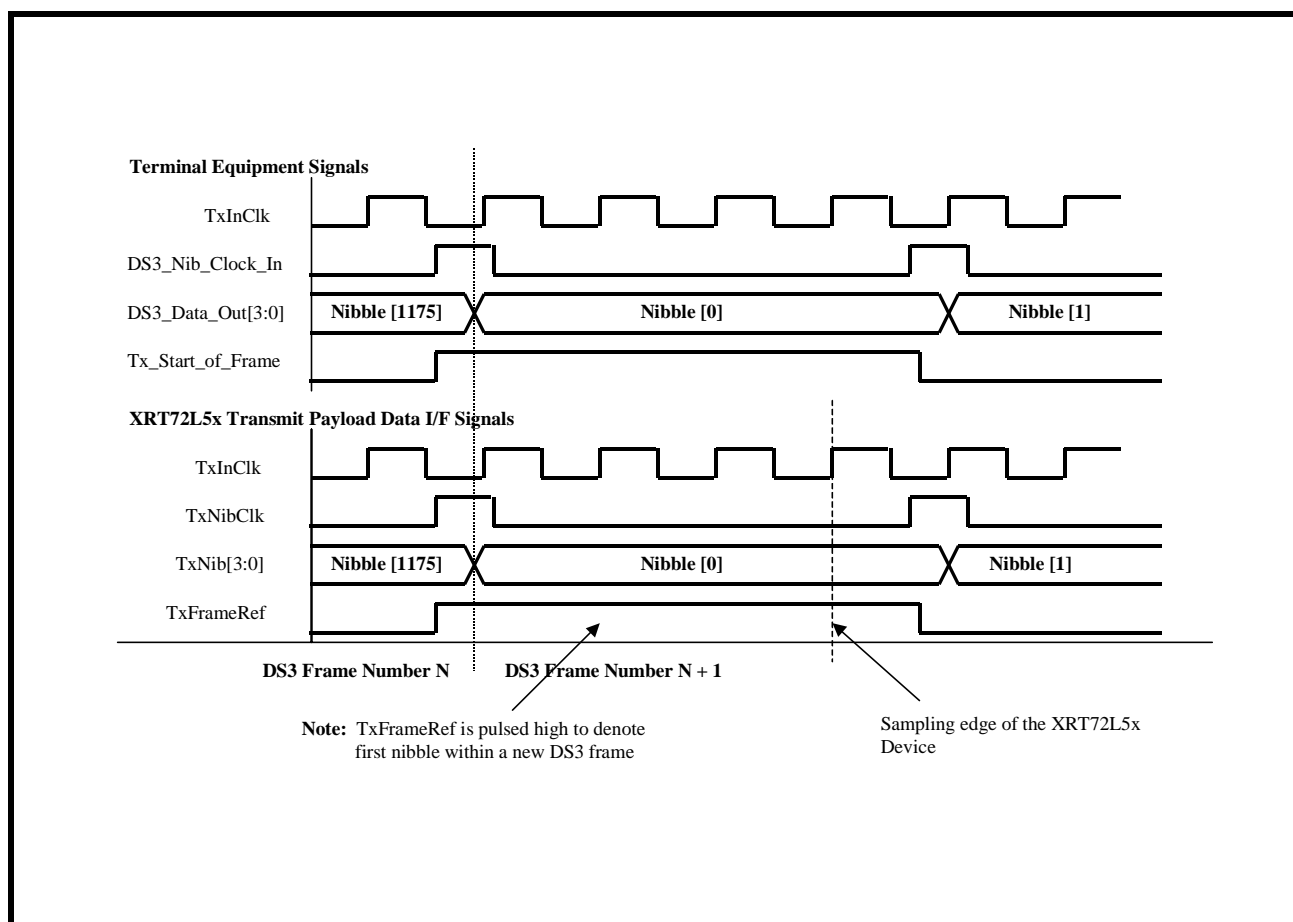 Terminal Equipment Signals
TxInClk
DS3_Nib_Clock_In
DS3_Data_Out[3:0]
Nibble [1175]
Nibble [0]
Nibble [1]
Tx_Start_of_Frame
XRT72L5x Transmit Payload Data I/F Signals
TxInClk
TxNibClk
TxNib[3:0]
Nibble [1175]
Nibble [0]
Nibble [1]
TxFrameRef
DS3 Frame Number N
DS3 Frame Number N + 1
Note: TxFrameRef is pulsed high to denote
first nibble within a new DS3 frame
Sampling edge of the XRT72L5x
Device